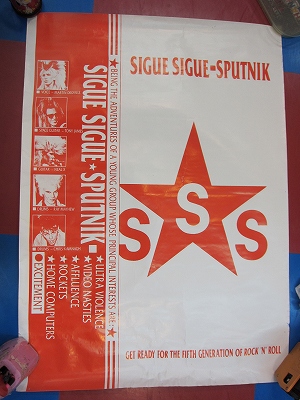 SIGUE SIGUE-SPUTNIK
S
S S
GET READY FOR THE FIFTH GENERATION OF ROCK 'N' ROLL
★BEING THE ADVENTURES OF A YOUNG GROUP WHOSE PRINCIPAL INTERESTS ARE★
SIGUE SIGUE★SPUTNIK-
★ULTRA VIOLENCE
★VIDEO NASTIES
★AFFLUENCE
★ROCKETS
★HOME COMPUTERS
EXCITEMENT